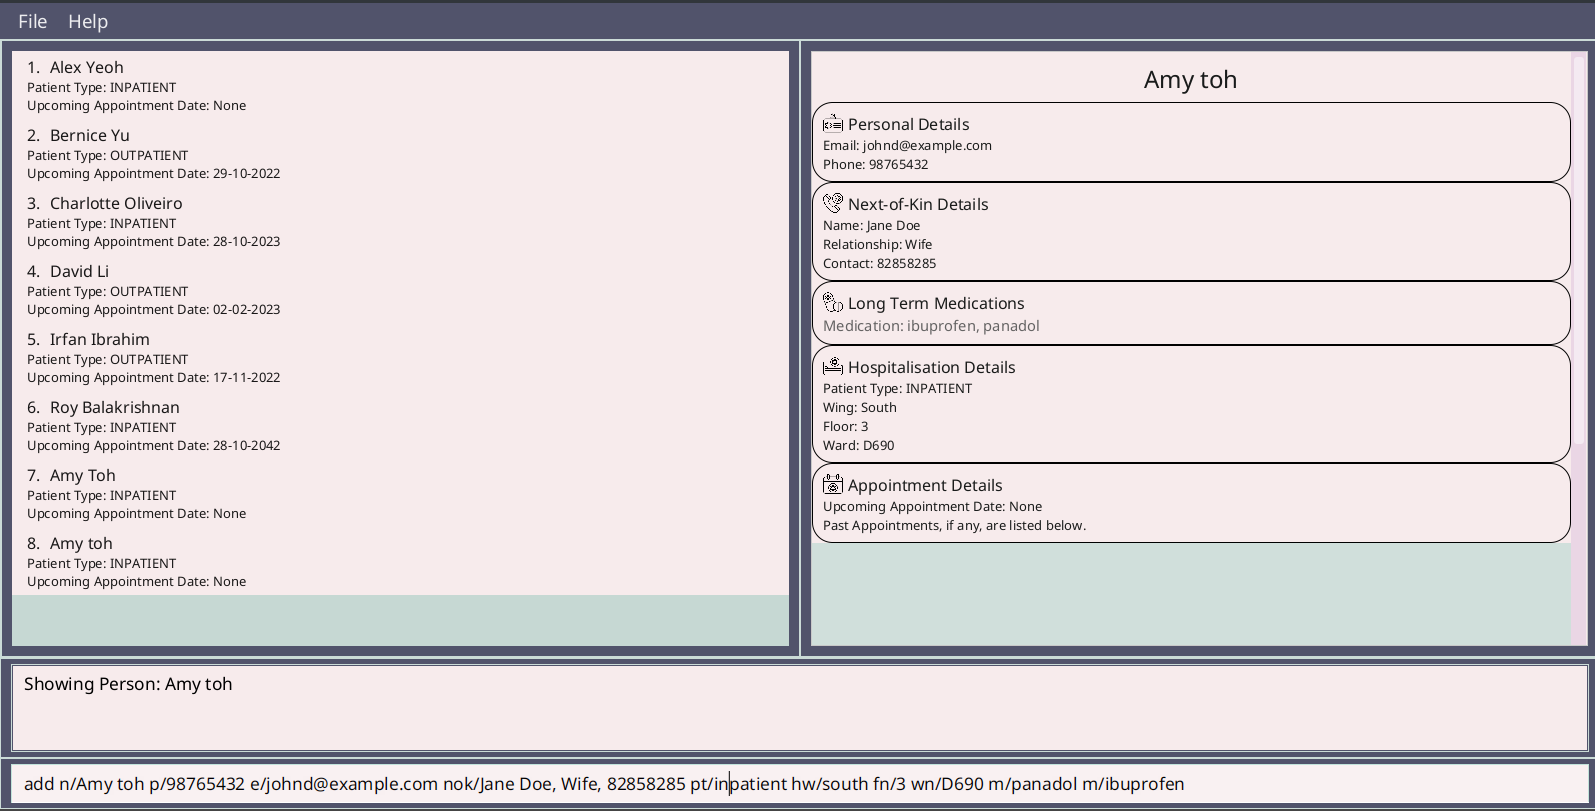 File Help
1. Alex Yeoh
Patient Type: INPATIENT
Upcoming Appointment Date: None
2. Bernice Yu
Patient Type: OUTPATIENT
Upcoming Appointment Date: 29-10-2022
3. Charlotte Oliveiro
Patient Type: INPATIENT
Upcoming Appointment Date: 28-10-2023
4. David Li
Patient Type: OUTPATIENT
Upcoming Appointment Date: 02-02-2023
5. Irfan Ibrahim
Patient Type: OUTPATIENT
Upcoming Appointment Date: 17-11-2022
6. Roy Balakrishnan
Patient Type: INPATIENT
Upcoming Appointment Date: 28-10-2042
7. Amy Toh
Patient Type: INPATIENT
Upcoming Appointment Date: None
8. Amy toh
Patient Type: INPATIENT
Upcoming Appointment Date: None
Amy toh
Personal Details
Email: johnd@example.com
Phone: 98765432
Next-of-Kin Details
Name: Jane Doe
Relationship: Wife
Contact: 82858285
Long Term Medications
Medication: ibuprofen, panadol
Hospitalisation Details
Patient Type: INPATIENT
Wing: South
Floor: 3
Ward: D690
Appointment Details
Upcoming Appointment Date: None
Past Appointments, if any, are listed below.
Showing Person: Amy toh
add n/Amy toh p/98765432 e/johnd@example.com nok/Jane Doe, Wife, 82858285 pt/inpatient hw/south fn/3 wn/D690 m/panadol m/ibuprofen